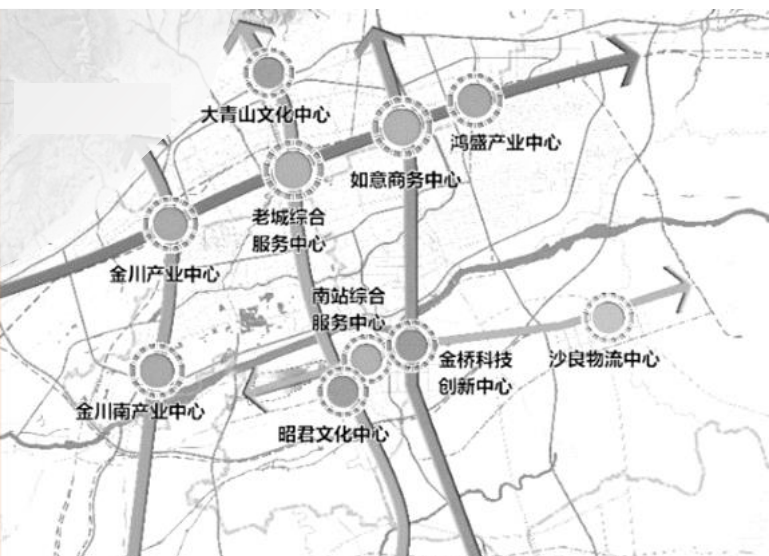 大青山文化中心
鸿盛产业中心
如意商务中心
老城综合
服务中心
金川产业中心
南站综合
服务中心
金桥科技
创新中心
沙良物流中心
金川南产业中心
昭君文化中心